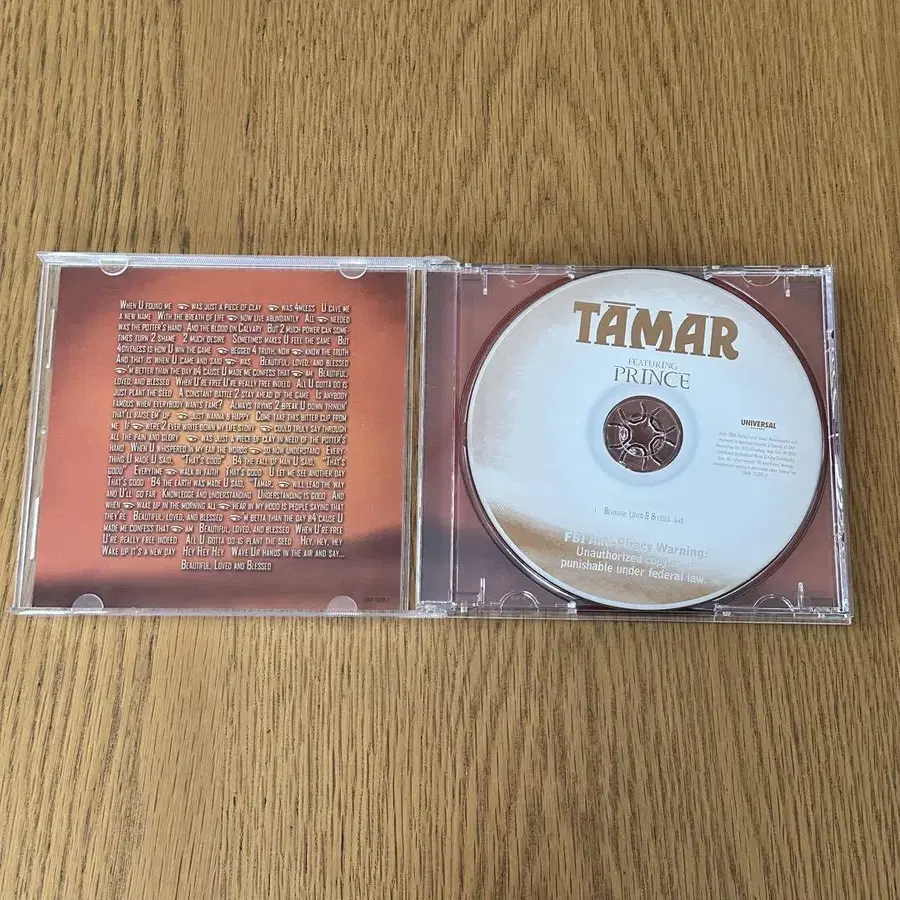 When U found me 👁 was just a piece of clay 👁 was 4mless U gave me
a new name With the breath of life 👁 now live abundantly All 👁 needed
was the Potter's hand And the blood on Calvary But 2 much power can some-
times turn 2 shame 2 much desire Sometimes makes U feel the same But
4giveness is how U win the game 👁 begged 4 truth, now 👁 know the truth
And that is when U came and said 👁 was Beautiful, loved, and blessed
👁'm better than the day b4 cause U made me confess that 👁 am Beautiful,
loved, and blessed When U're free U're really free indeed All U gotta do is
just plant the seed A constant battle 2 stay ahead of the game Is anybody
famous when everybody wants fame? Always trying 2 break U down thinkin'
that'll raise em' up 👁 just wanna b happy Come take this bitter cup from
me If 👁 were 2 ever write down my life story 👁 could truly say through
all the pain and glory 👁 was just a piece of clay in need of the potter's
hand When U whispered in my ear the words 👁 so now understand Every-
thing U made U said, "That's good" B4 the fall of man U said, "That's
good" Everytime 👁 walk in faith That's good U let me see another day
That's good B4 the earth was made U said, "Támar, 👁 will lead the way
and U'll go far Knowledge and understanding Understanding is good And
when 👁 wake up in the morning all 👁 hear in my hood is people saying that
they're Beautiful, loved, and blessed 👁'm betta than the day b4 cause U
made me confess that 👁 am Beautiful, loved, and blessed When U're free
U're really free indeed All U gotta do is plant the seed Hey, hey, hey
Wake up it's a new day Hey hey hey Wave Ur hands in the air and say...
Beautiful, Loved and Blessed
TĀMAR
FEATURING
PRINCE
UNIVERSAL
1. Beautiful, Loved & Blessed
FBI Anti-Piracy Warning:
Unauthorized copying is
punishable under federal law.